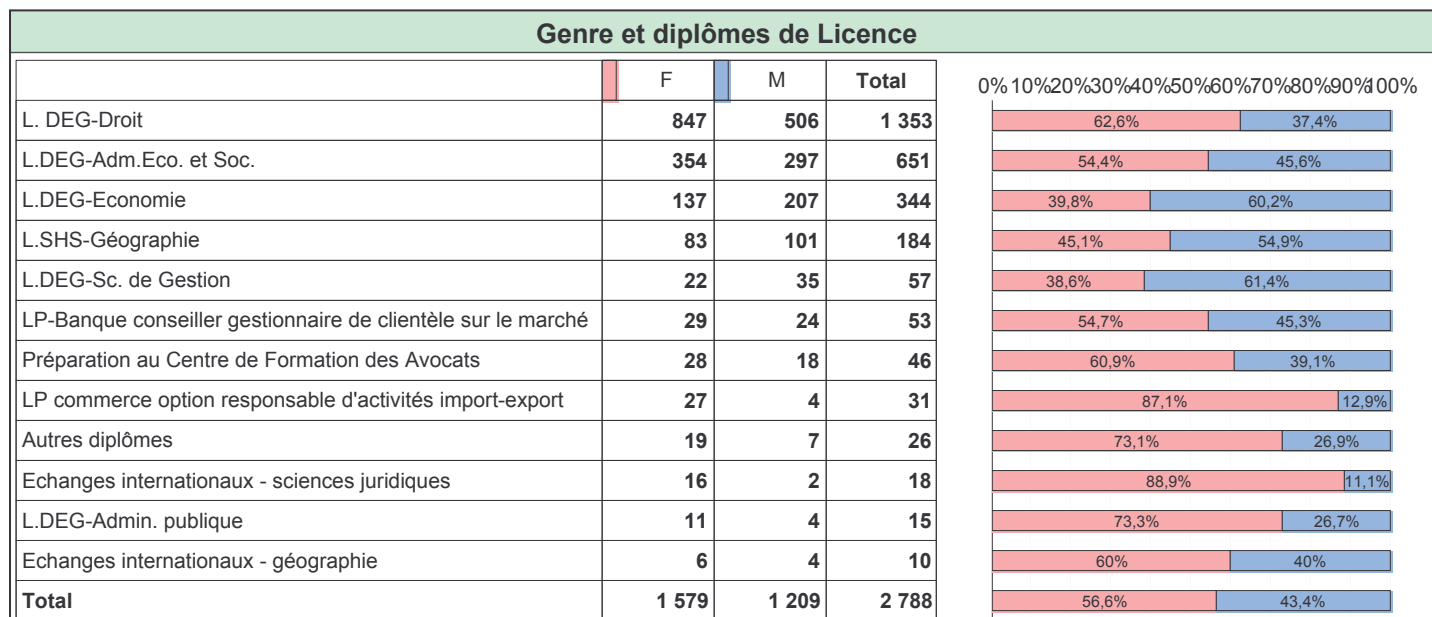 Genre et diplômes de Licence
F M Total
0% 10%20%30%40%50%60%70%80%90%100%
L. DEG-Droit 847 506 1 353 62,6% 37,4%
L.DEG-Adm.Eco. et Soc. 354 297 651 54,4% 45,6%
L.DEG-Economie 137 207 344 39,8% 60,2%
L.SHS-Géographie 83 101 184 45,1% 54,9%
L.DEG-Sc. de Gestion 22 35 57 38,6% 61,4%
LP-Banque conseiller gestionnaire de clientèle sur le marché 29 24 53 54,7% 45,3%
Préparation au Centre de Formation des Avocats 28 18 46 60,9% 39,1%
LP commerce option responsable d'activités import-export 27 4 31 87,1% 12,9%
Autres diplômes 19 7 26 73,1% 26,9%
Echanges internationaux - sciences juridiques 16 2 18 88,9% 11,1%
L.DEG-Admin. publique 11 4 15 73,3% 26,7%
Echanges internationaux - géographie 6 4 10 60% 40%
Total 1 579 1 209 2 788 56,6% 43,4%